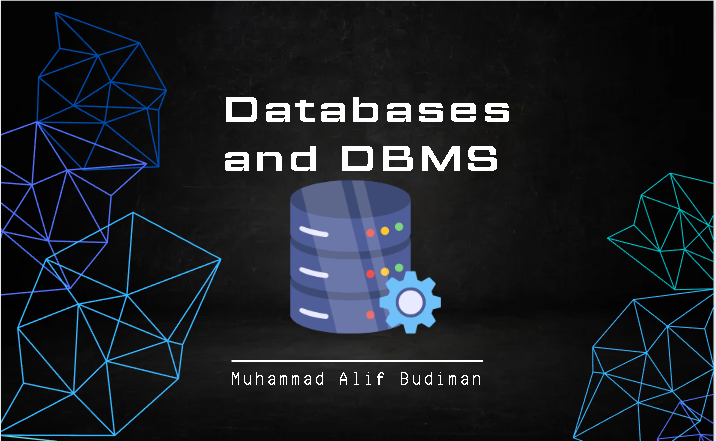 Databases
and DBMS
Muhammad Alif Budiman